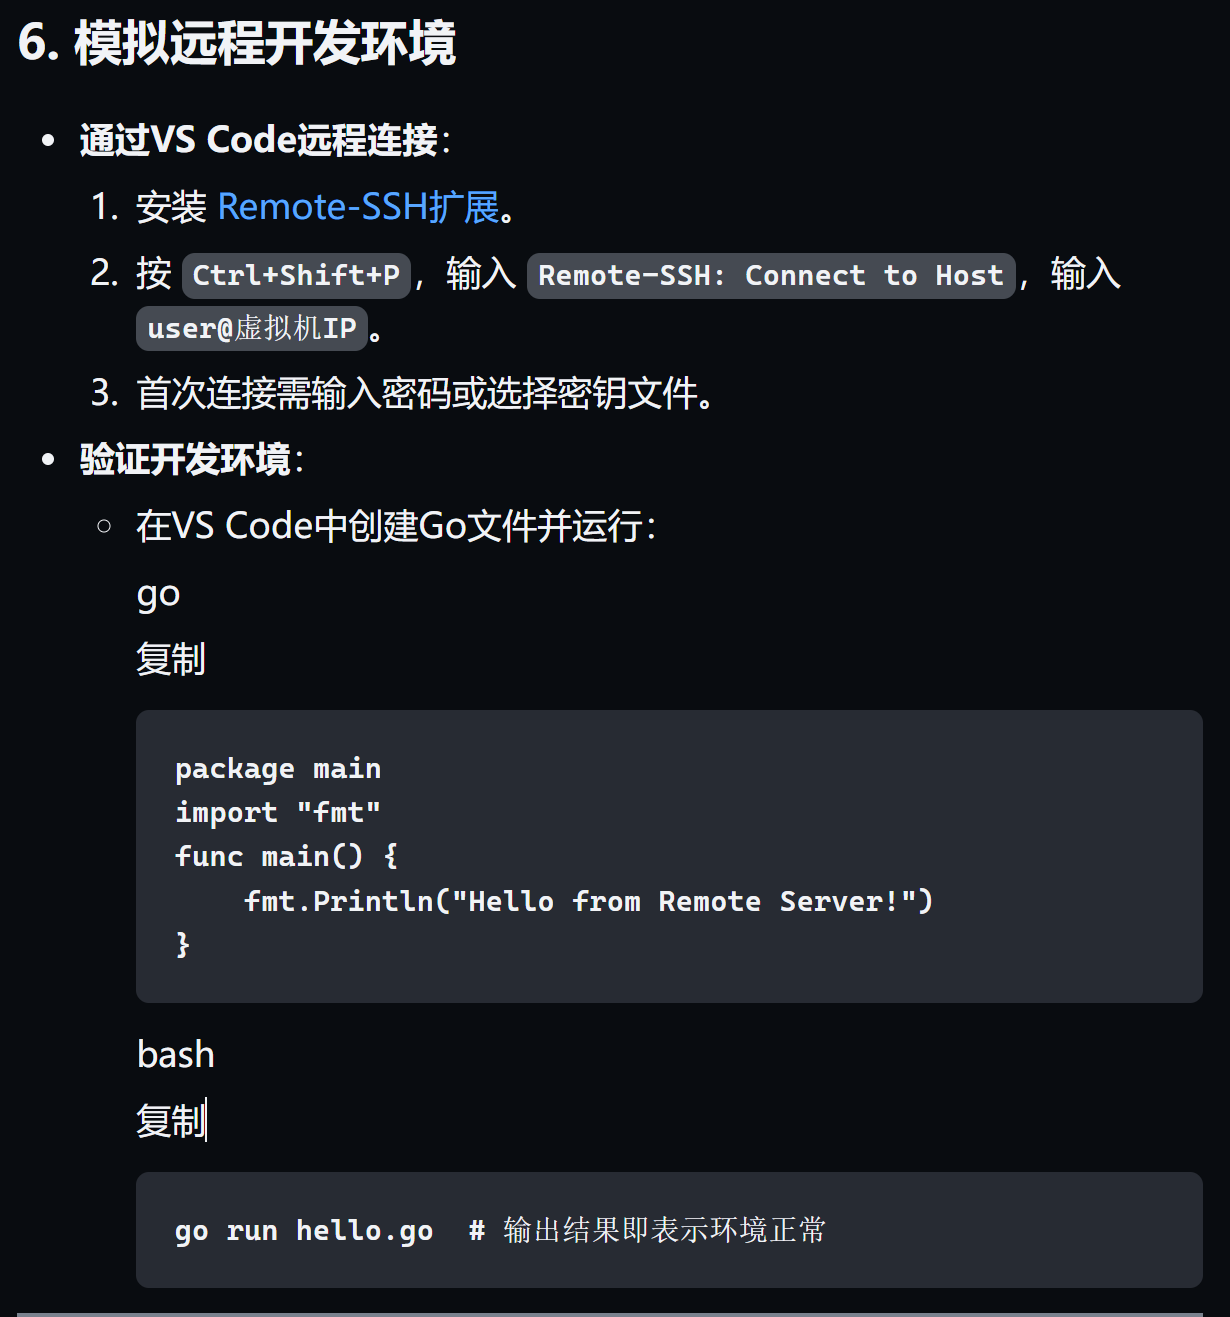 6. 模拟远程开发环境
• 通过VS Code远程连接：
1. 安装 Remote-SSH扩展。
2. 按 Ctrl+Shift+P，输入 Remote-SSH: Connect to Host，输入
user@虚拟机IP。
3. 首次连接需输入密码或选择密钥文件。
• 验证开发环境：
○ 在VS Code中创建Go文件并运行：
go
复制
package main
import "fmt"
func main() {
    fmt.Println("Hello from Remote Server!")
}
bash
复制
go run hello.go  # 输出结果即表示环境正常